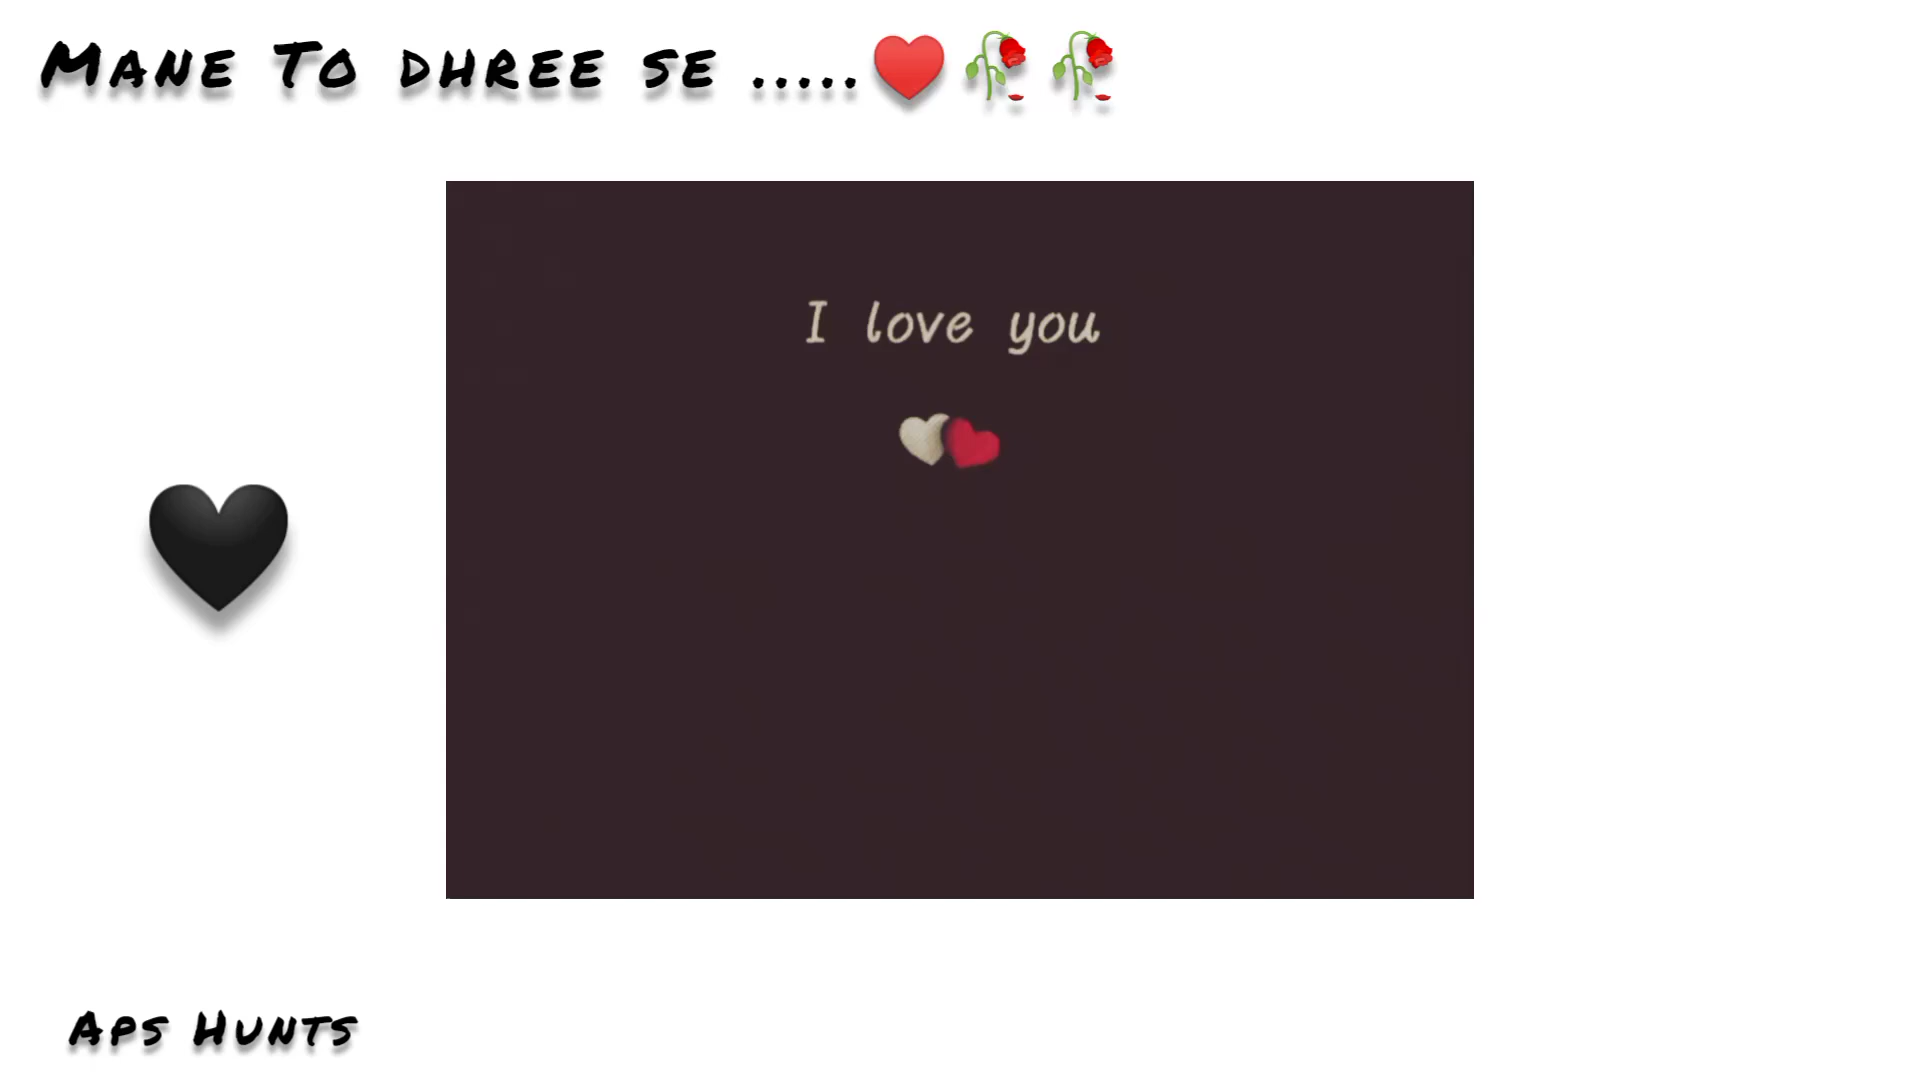 Mane To dhree se .....❤️🥀🥀
I love you
Aps Hunts